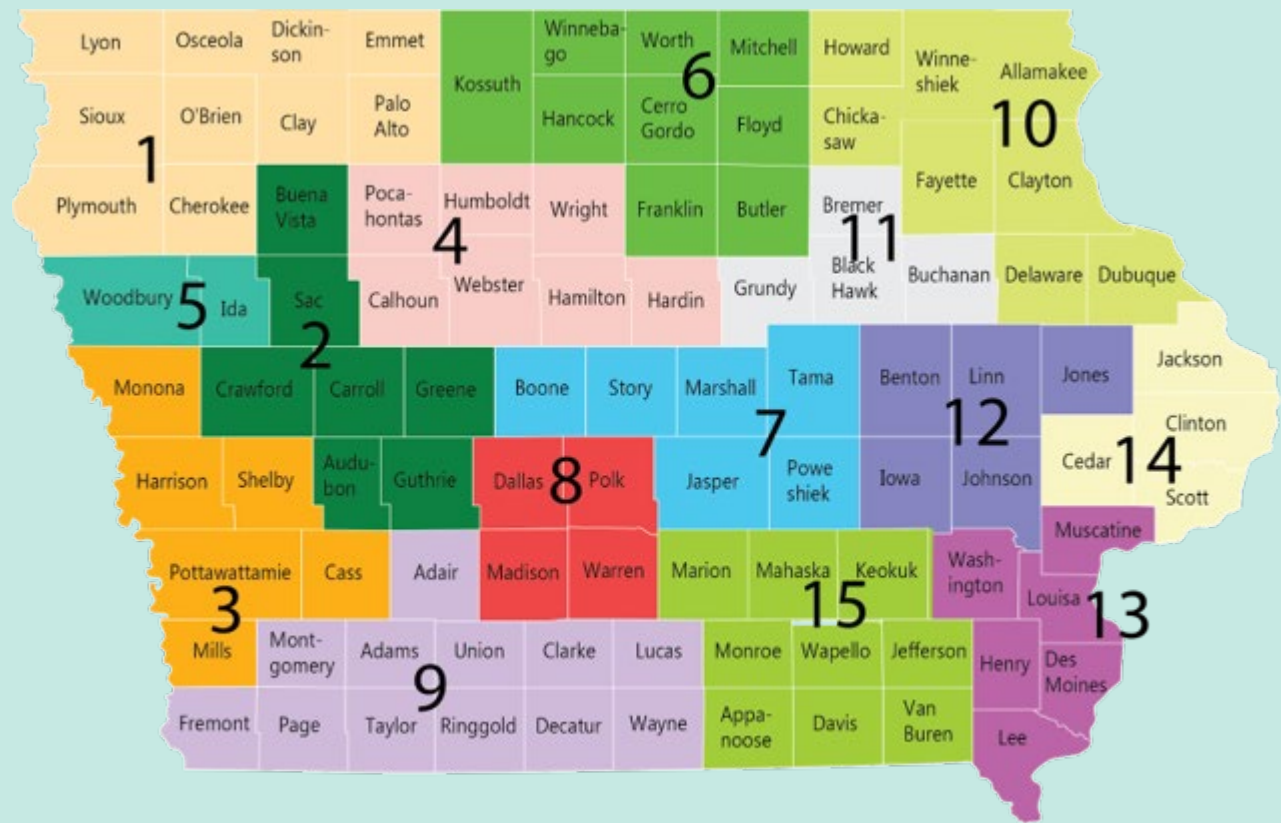 Lyon
Osceola
Dickin-
son
Emmet
Kossuth
Winneba-
go
Worth
Mitchell
Howard
Winne-
shiek
Allamakee
6
Sioux
O'Brien
Clay
Palo
Alto
Hancock
Cerro
Gordo
Floyd
Chicka-
saw
10
1
Plymouth
Cherokee
Buena
Vista
Poca-
hontas
Humboldt
Wright
Franklin
Butler
Bremer
Fayette
Clayton
4
11
Woodbury
5
Ida
Sac
Calhoun
Webster
Hamilton
Hardin
Grundy
Black
Hawk
Buchanan
Delaware
Dubuque
2
Monona
Crawford
Carroll
Greene
Boone
Story
Marshall
Tama
Benton
Linn
Jones
Jackson
7
12
Clinton
Harrison
Shelby
Audu-
bon
Guthrie
Dallas
8
Polk
Jasper
Powe
shiek
Iowa
Johnson
Cedar
14
Scott
Muscatine
Pottawattamie
Cass
Adair
Madison
Warren
Marion
Mahaska
Keokuk
Wash-
ington
Louisa
3
15
13
Mills
Mont-
gomery
Adams
Union
Clarke
Lucas
Monroe
Wapello
Jefferson
Henry
Des
Moines
9
Fremont
Page
Taylor
Ringgold
Decatur
Wayne
Appa-
noose
Davis
Van
Buren
Lee